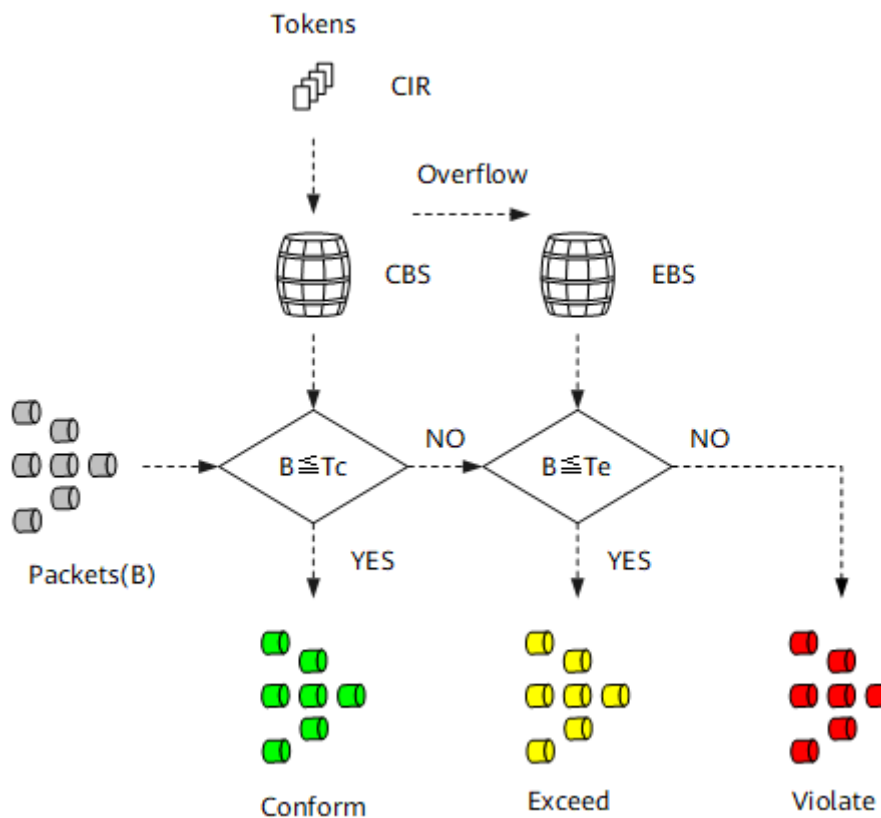 Tokens
CIR
Overflow
CBS
EBS
B≦Tc
NO
B≦Te
NO
Packets(B)
YES
YES
Conform
Exceed
Violate